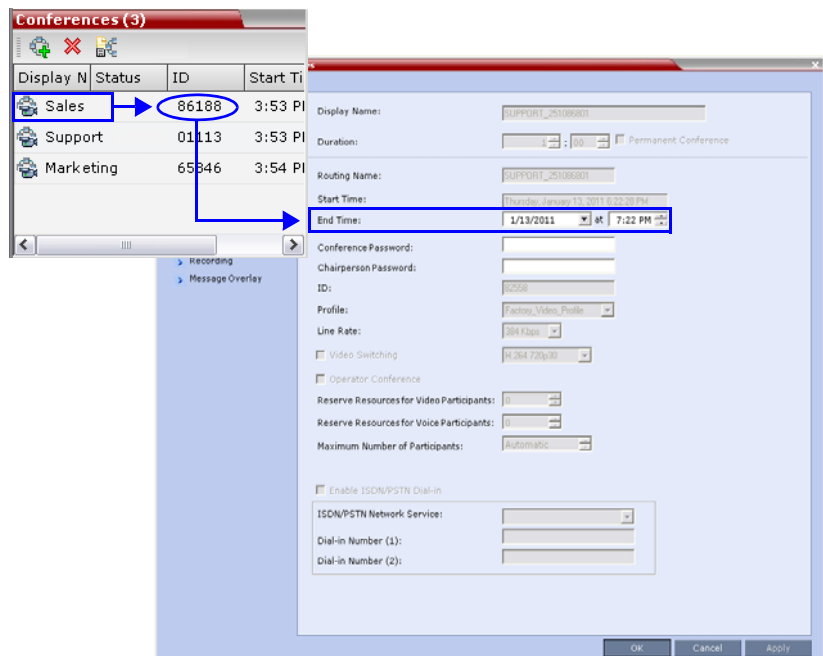 Conferences (3)
Display N Status ID Start Ti
Sales 86188 3:53 P
Support 01113 3:53 P
Marketing 65846 3:54 P
Recording
Message Overlay
Display Name: SUPPORT_251086801
Duration: 1 : 00 Permanent Conference
Routing Name: SUPPORT_251086801
Start Time: Thursday, January 13, 2011 6:22:28 PM
End Time: 1/13/2011 at 7:22 PM
Conference Password:
Chairperson Password:
ID: 82558
Profile: Factory_Video_Profile
Line Rate: 384 Kbps
Video Switching H.264 720p30
Operator Conference
Reserve Resources for Video Participants: 0
Reserve Resources for Voice Participants: 0
Maximum Number of Participants: Automatic
Enable ISDN/PSTN Dial-in
ISDN/PSTN Network Service:
Dial-in Number (1):
Dial-in Number (2):
OK Cancel Apply